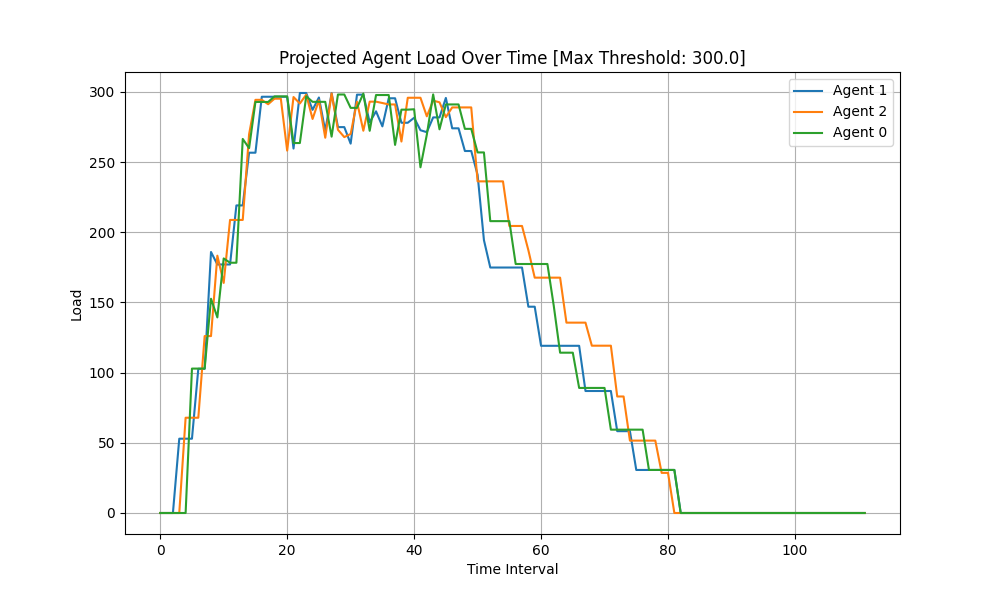 Projected Agent Load Over Time [Max Threshold: 300.0]
Agent 1
Agent 2
Agent 0
Load
300
250
200
150
100
50
0
0 20 40 60 80 100
Time Interval